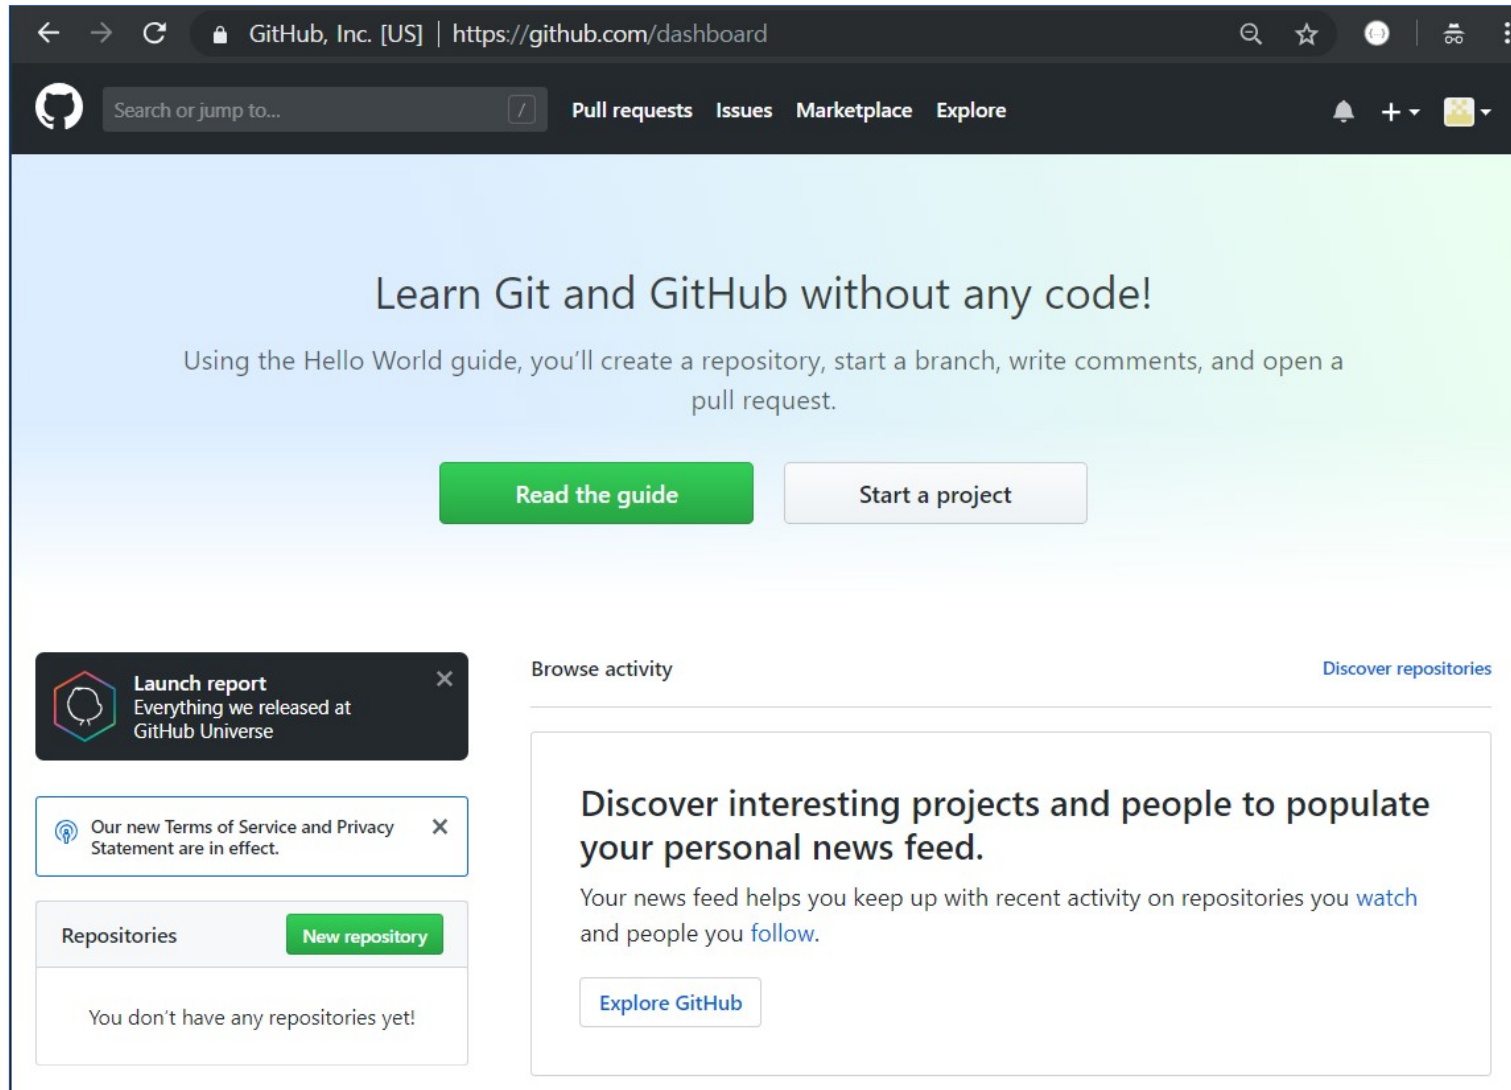 GitHub, Inc. [US] | https://github.com/dashboard
Search or jump to... /
Pull requests Issues Marketplace Explore
Learn Git and GitHub without any code!
Using the Hello World guide, you’ll create a repository, start a branch, write comments, and open a
pull request.
Read the guide
Start a project
Launch report
Everything we released at
GitHub Universe
Our new Terms of Service and Privacy
Statement are in effect.
Repositories
New repository
You don’t have any repositories yet!
Browse activity
Discover repositories
Discover interesting projects and people to populate
your personal news feed.
Your news feed helps you keep up with recent activity on repositories you watch
and people you follow.
Explore GitHub